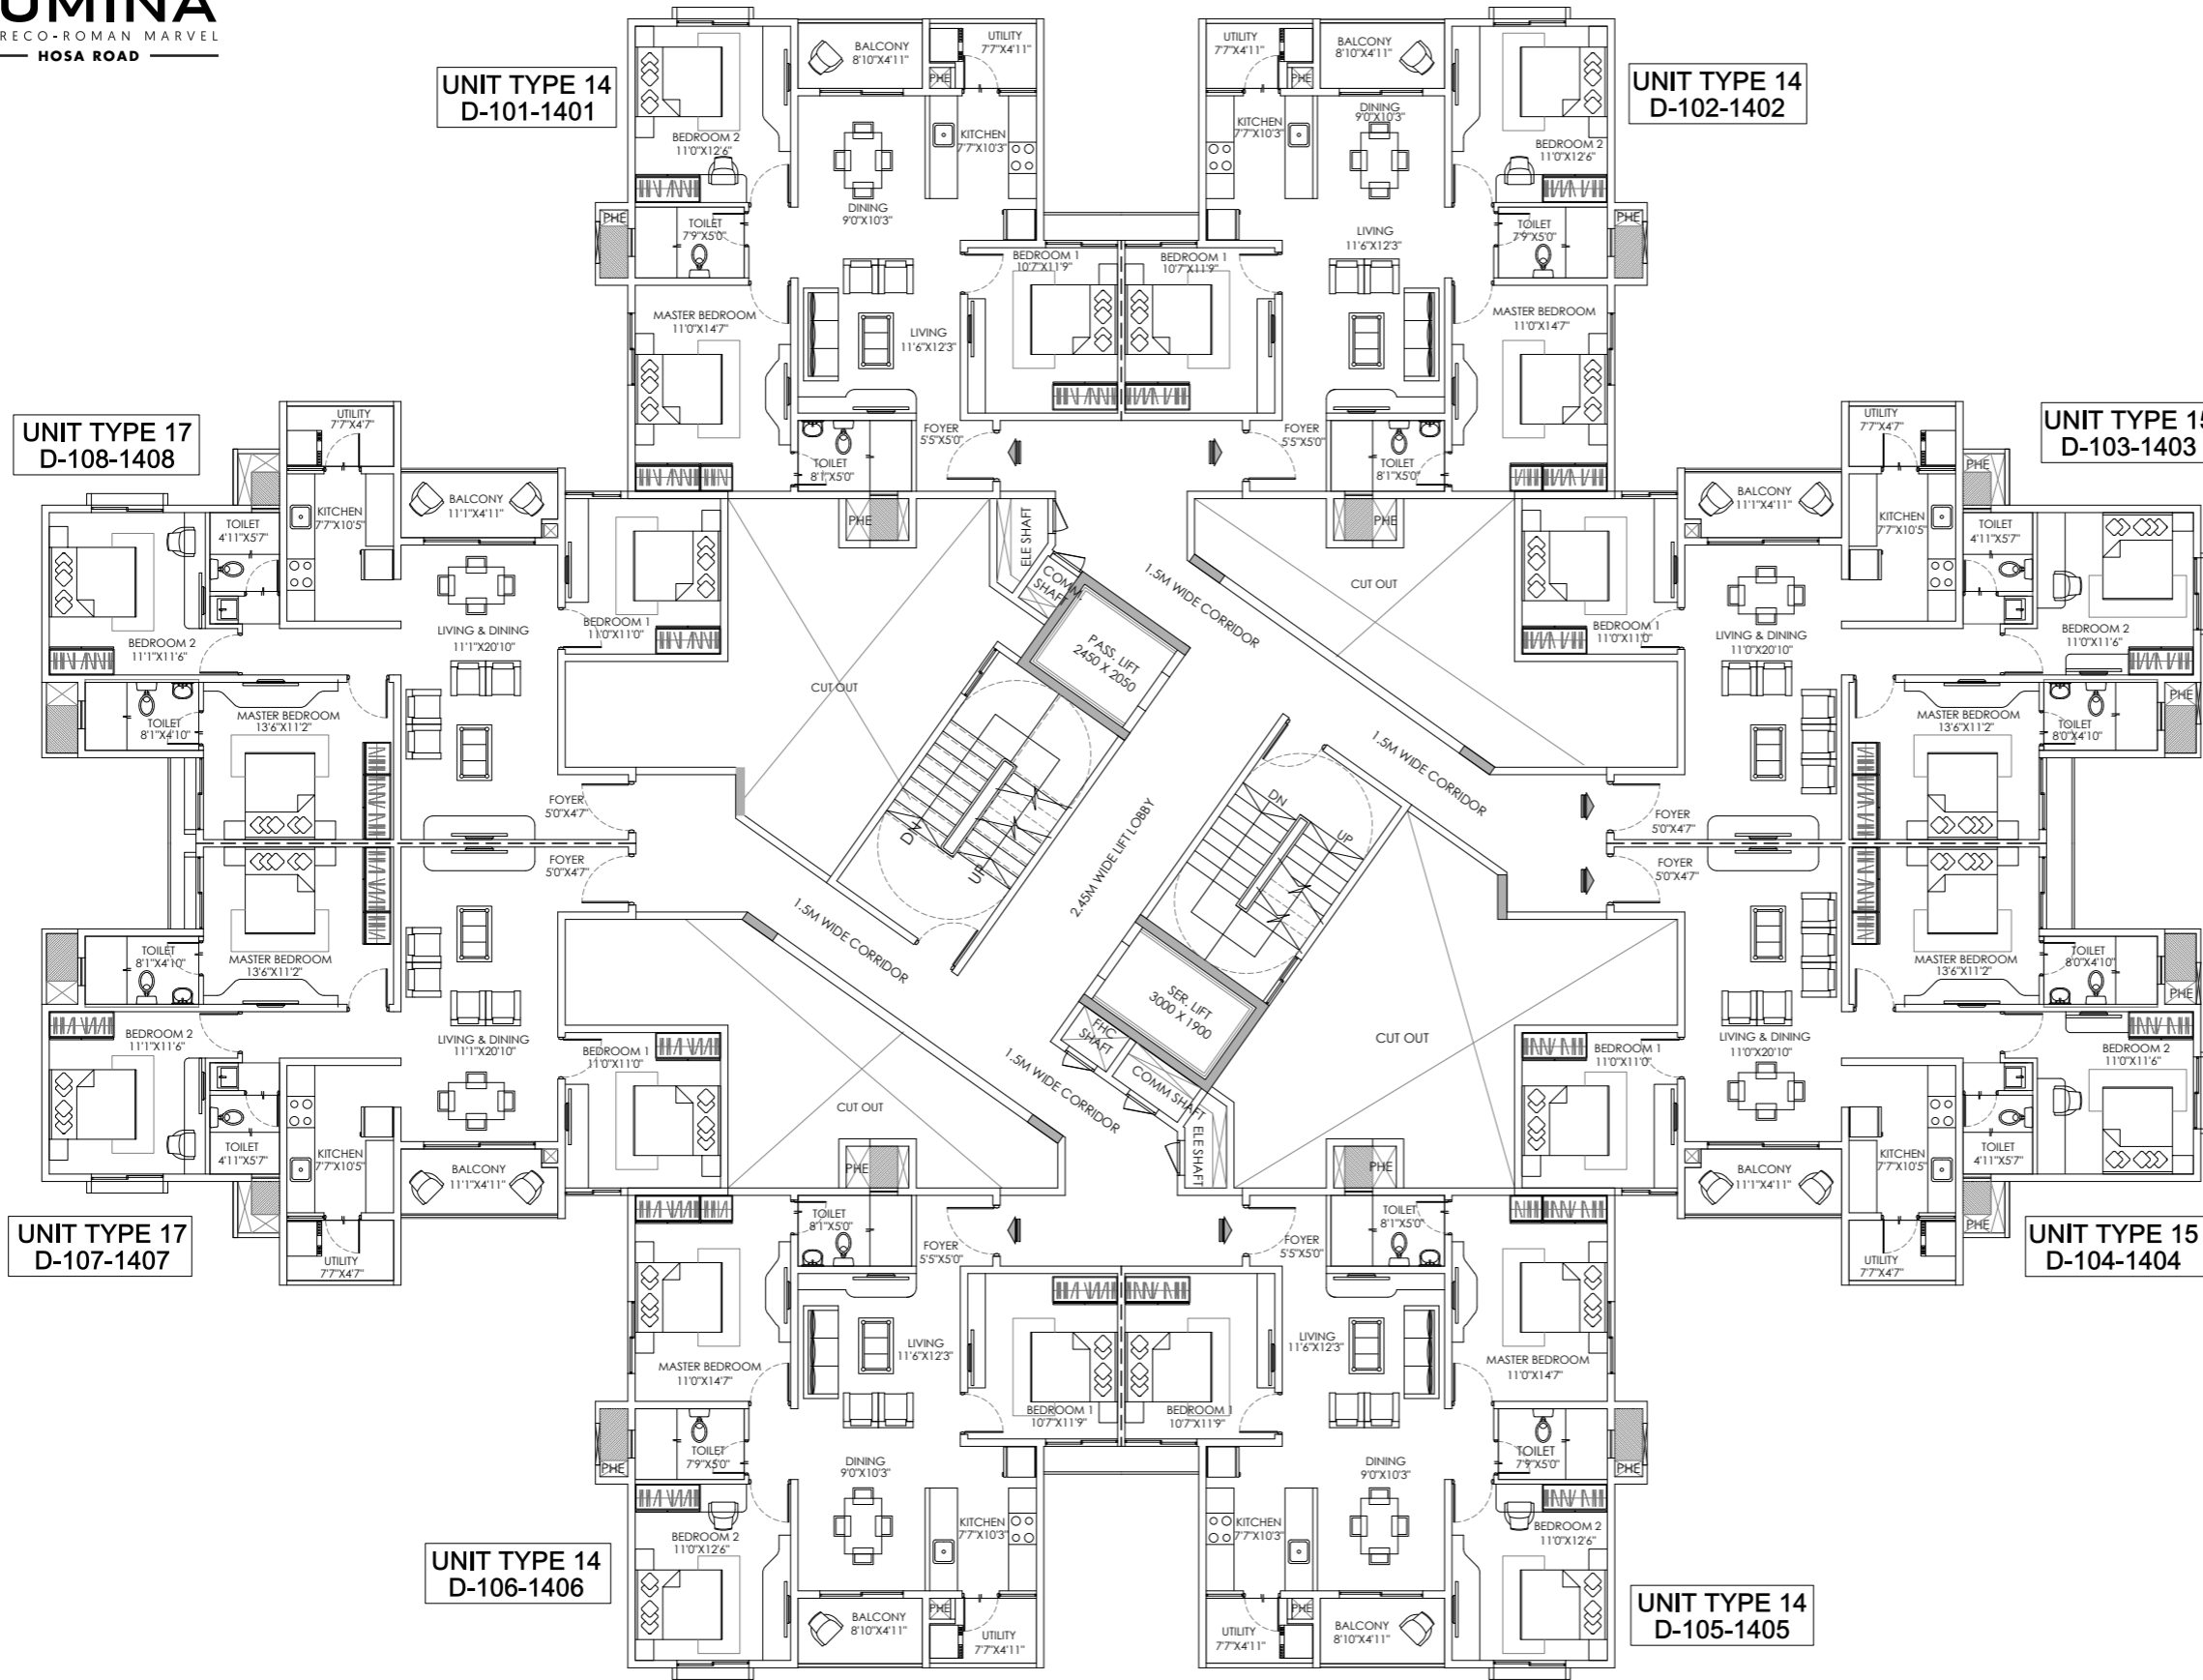 UMINA
RECO-ROMAN MARVEL
HOSA ROAD
UNIT TYPE 14
D-101-1401
BEDROOM 2
11'0"X12'6"
BALCONY
8'10"X4'11"
UTILITY
7'7"X4'11"
PHE
KITCHEN
7'7"X10'3"
DINING
9'0"X10'3"
PHE
TOILET
7'9"X5'0"
BEDROOM 1
10'7"X11'9"
MASTER BEDROOM
11'0"X14'7"
LIVING
11'6"X12'3"
FOYER
5'5"X5'0"
TOILET
8'1"X5'0"
PHE
UNIT TYPE 14
D-102-1402
UTILITY
7'7"X4'11"
BALCONY
8'10"X4'11"
PHE
DINING
9'0"X10'3"
KITCHEN
7'7"X10'3"
BEDROOM 2
11'0"X12'6"
PHE
TOILET
7'9"X5'0"
LIVING
11'6"X12'3"
BEDROOM 1
10'7"X11'9"
MASTER BEDROOM
11'0"X14'7"
FOYER
5'5"X5'0"
TOILET
8'1"X5'0"
PHE
UNIT TYPE 17
D-108-1408
UTILITY
7'7"X4'7"
BALCONY
11'1"X4'11"
KITCHEN
7'7"X10'5"
TOILET
4'11"X5'7"
BEDROOM 2
11'1"X11'6"
LIVING & DINING
11'1"X20'10"
BEDROOM 1
11'0"X11'0"
TOILET
8'1"X4'10"
MASTER BEDROOM
13'6"X11'2"
FOYER
5'0"X4'7"
CUT OUT
ELE SHAFT
COMM.
SHAFT
PASS. LIFT
2450 X 2050
DN
UP
1.5M WIDE CORRIDOR
CUT OUT
1.5M WIDE CORRIDOR
2.45M WIDE LIFT LOBBY
DN
UP
UNIT TYPE 15
D-103-1403
UTILITY
7'7"X4'7"
PHE
BALCONY
11'1"X4'11"
KITCHEN
7'7"X10'5"
TOILET
4'11"X5'7"
BEDROOM 1
11'0"X11'0"
LIVING & DINING
11'0"X20'10"
BEDROOM 2
11'0"X11'6"
PHE
MASTER BEDROOM
13'6"X11'2"
TOILET
8'0"X4'10"
FOYER
5'0"X4'7"
FOYER
5'0"X4'7"
TOILET
8'1"X4'10"
MASTER BEDROOM
13'6"X11'2"
BEDROOM 2
11'1"X11'6"
LIVING & DINING
11'1"X20'10"
BEDROOM 1
11'0"X11'0"
TOILET
4'11"X5'7"
KITCHEN
7'7"X10'5"
BALCONY
11'1"X4'11"
UTILITY
7'7"X4'7"
UNIT TYPE 17
D-107-1407
1.5M WIDE CORRIDOR
CUT OUT
1.5M WIDE CORRIDOR
SER. LIFT
3000 X 1900
FHC
SHAFT
COMM SHAFT
ELE SHAFT
CUT OUT
FOYER
5'0"X4'7"
MASTER BEDROOM
13'6"X11'2"
TOILET
8'0"X4'10"
PHE
LIVING & DINING
11'0"X20'10"
BEDROOM 1
11'0"X11'0"
BEDROOM 2
11'0"X11'6"
TOILET
4'11"X5'7"
KITCHEN
7'7"X10'5"
BALCONY
11'1"X4'11"
PHE
UTILITY
7'7"X4'7"
UNIT TYPE 15
D-104-1404
PHE
TOILET
8'1"X5'0"
FOYER
5'5"X5'0"
LIVING
11'6"X12'3"
MASTER BEDROOM
11'0"X14'7"
BEDROOM 1
10'7"X11'9"
TOILET
7'9"X5'0"
PHE
DINING
9'0"X10'3"
KITCHEN
7'7"X10'3"
BEDROOM 2
11'0"X12'6"
PHE
BALCONY
8'10"X4'11"
UTILITY
7'7"X4'11"
UNIT TYPE 14
D-106-1406
PHE
TOILET
8'1"X5'0"
FOYER
5'5"X5'0"
LIVING
11'6"X12'3"
MASTER BEDROOM
11'0"X14'7"
BEDROOM 1
10'7"X11'9"
TOILET
7'9"X5'0"
PHE
DINING
9'0"X10'3"
KITCHEN
7'7"X10'3"
BEDROOM 2
11'0"X12'6"
PHE
BALCONY
8'10"X4'11"
UTILITY
7'7"X4'11"
UNIT TYPE 14
D-105-1405